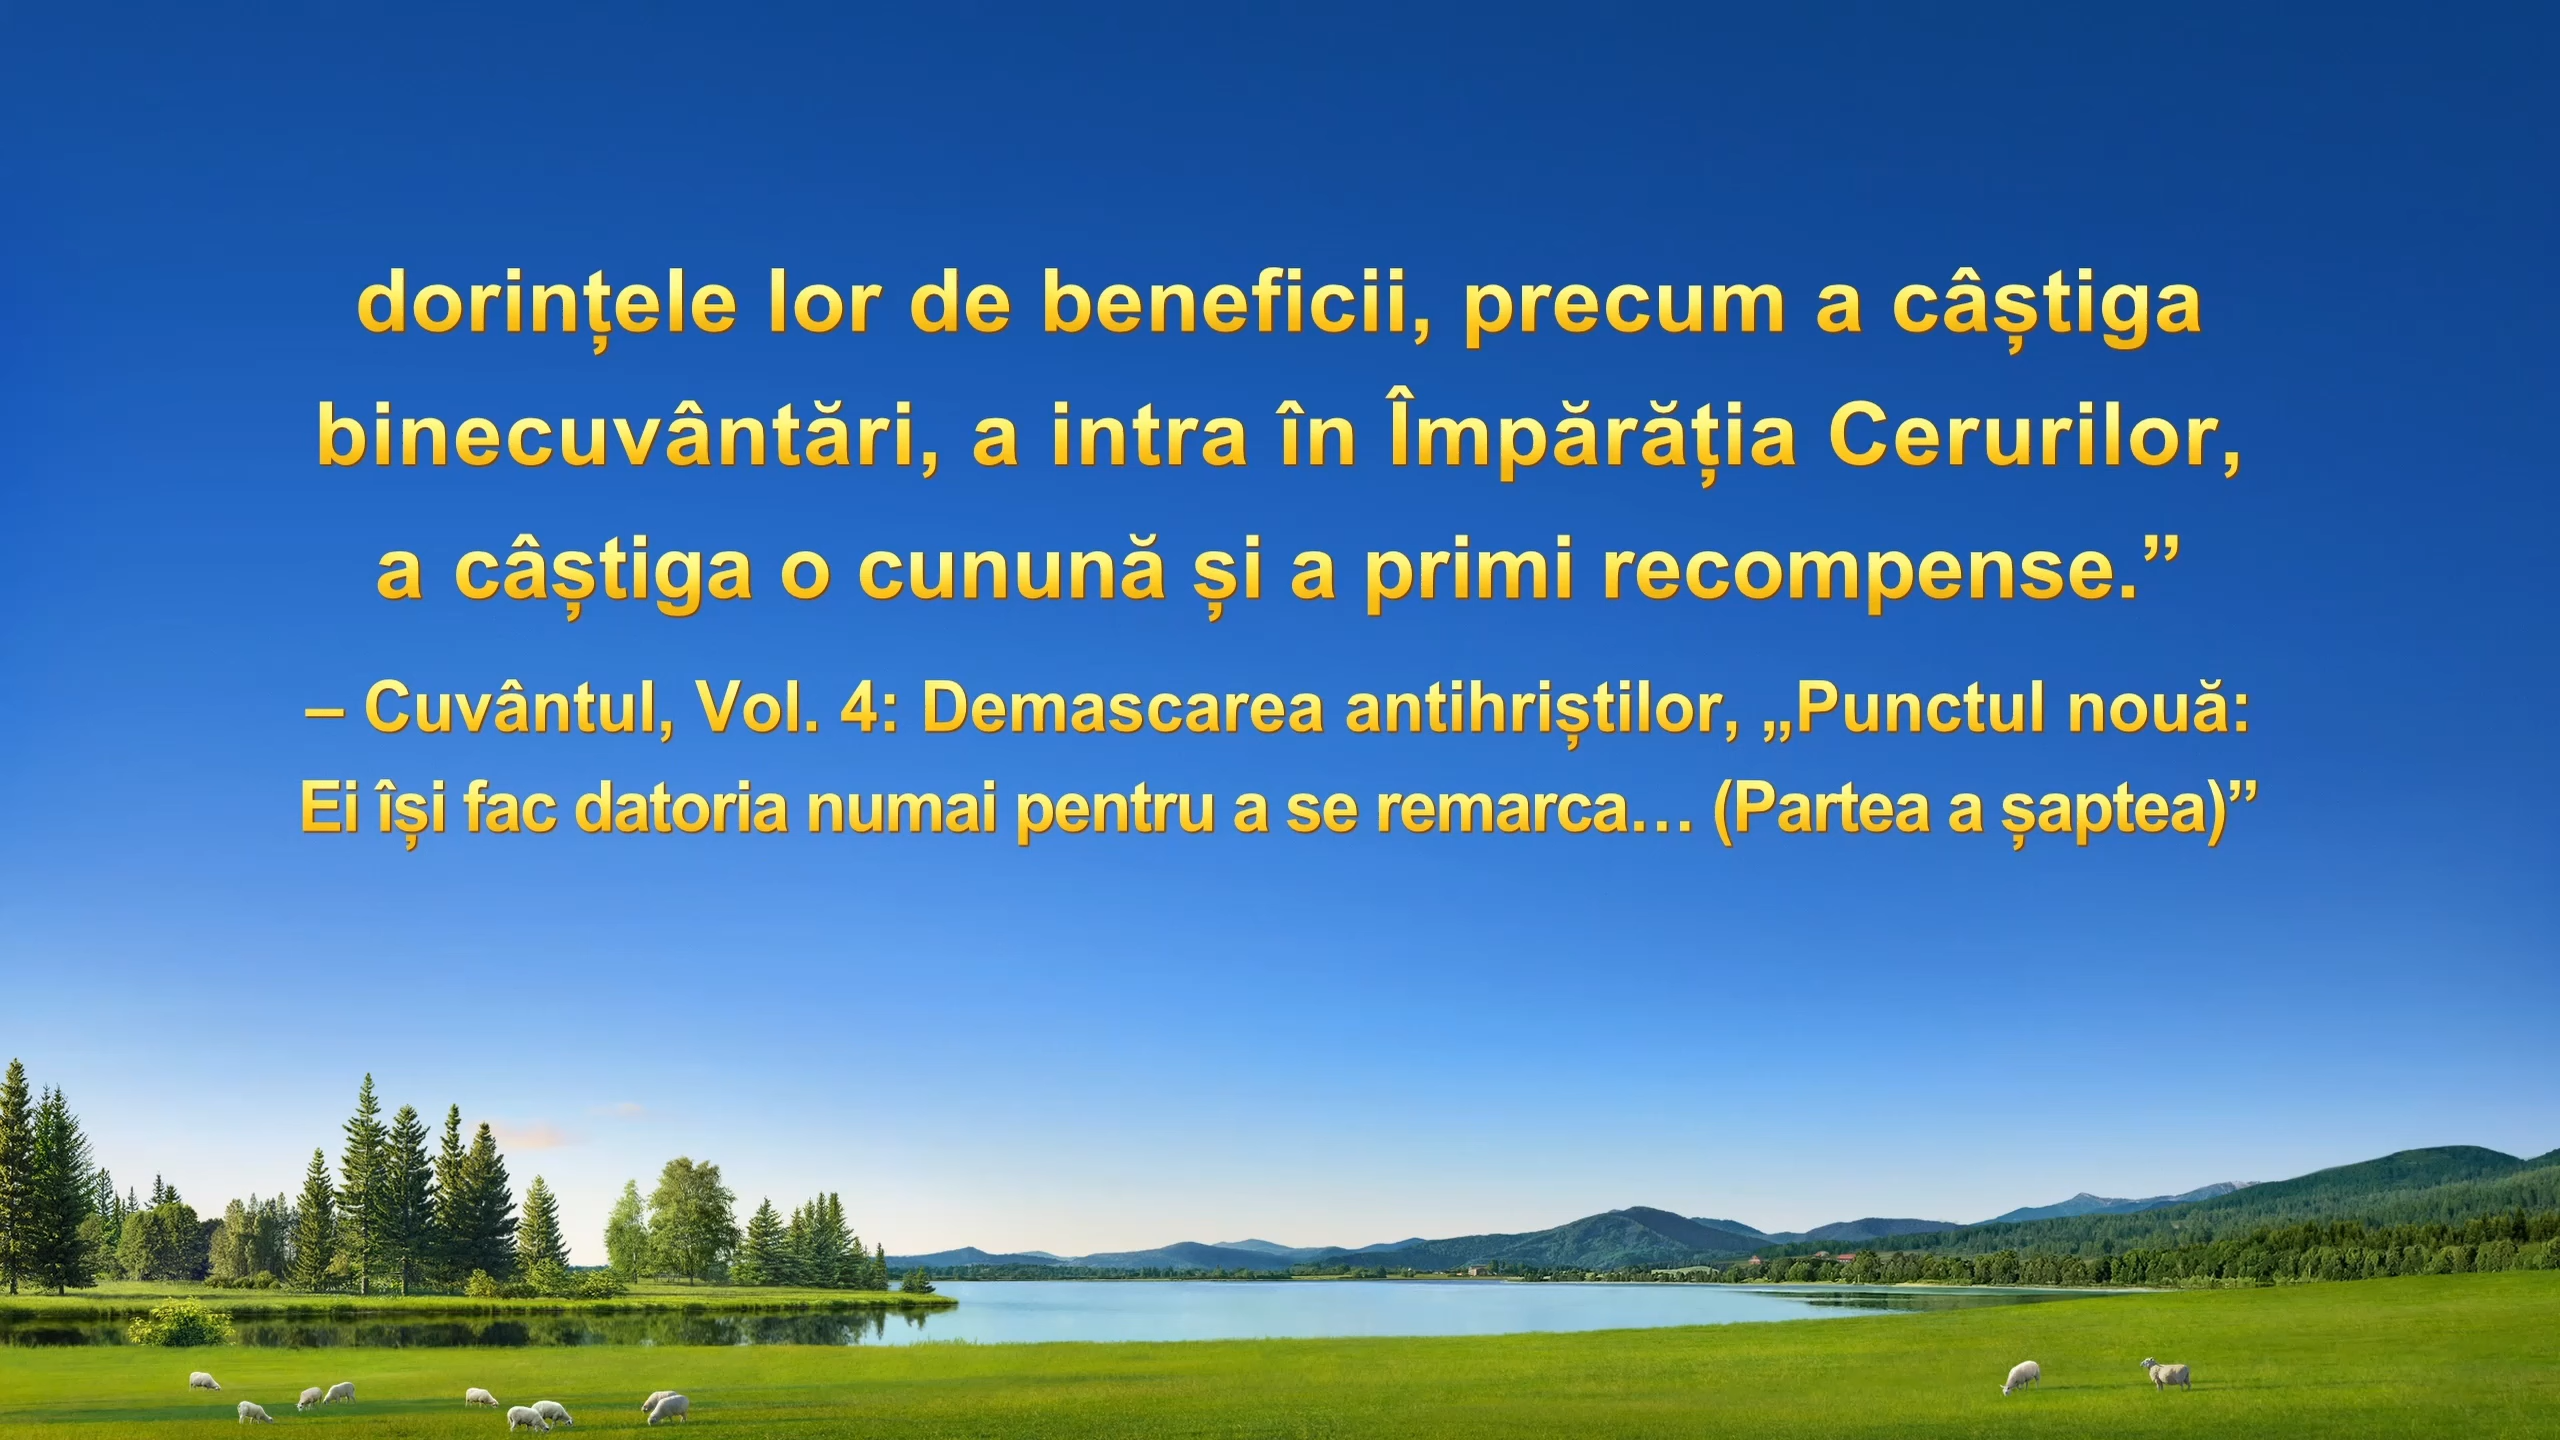 dorințele lor de beneficii, precum a câștiga
binecuvântări, a intra în Împărăția Cerurilor,
a câștiga o cunună și a primi recompense.”
– Cuvântul, Vol. 4: Demascarea antihriștilor, „Punctul nouă:
Ei își fac datoria numai pentru a se remarca… (Partea a șaptea)”